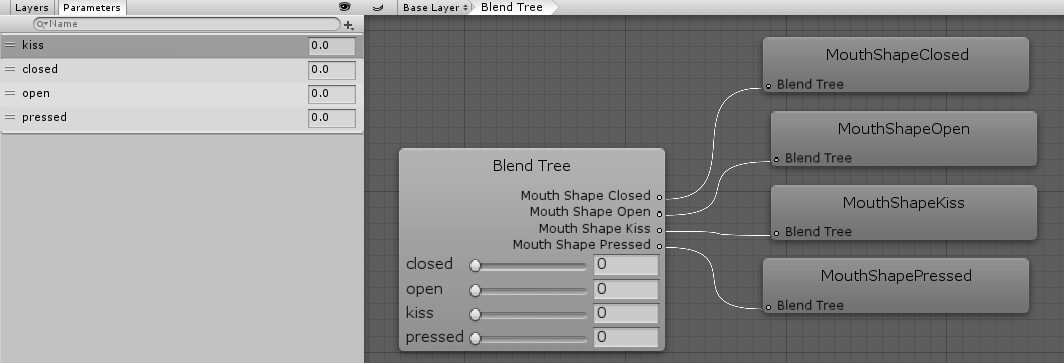 Layers Parameters
Name
kiss 0.0
closed 0.0
open 0.0
pressed 0.0
Base Layer Blend Tree
Blend Tree
Mouth Shape Closed
Mouth Shape Open
Mouth Shape Kiss
Mouth Shape Pressed
closed 0
open 0
kiss 0
pressed 0
MouthShapeClosed
Blend Tree
MouthShapeOpen
Blend Tree
MouthShapeKiss
Blend Tree
MouthShapePressed
Blend Tree